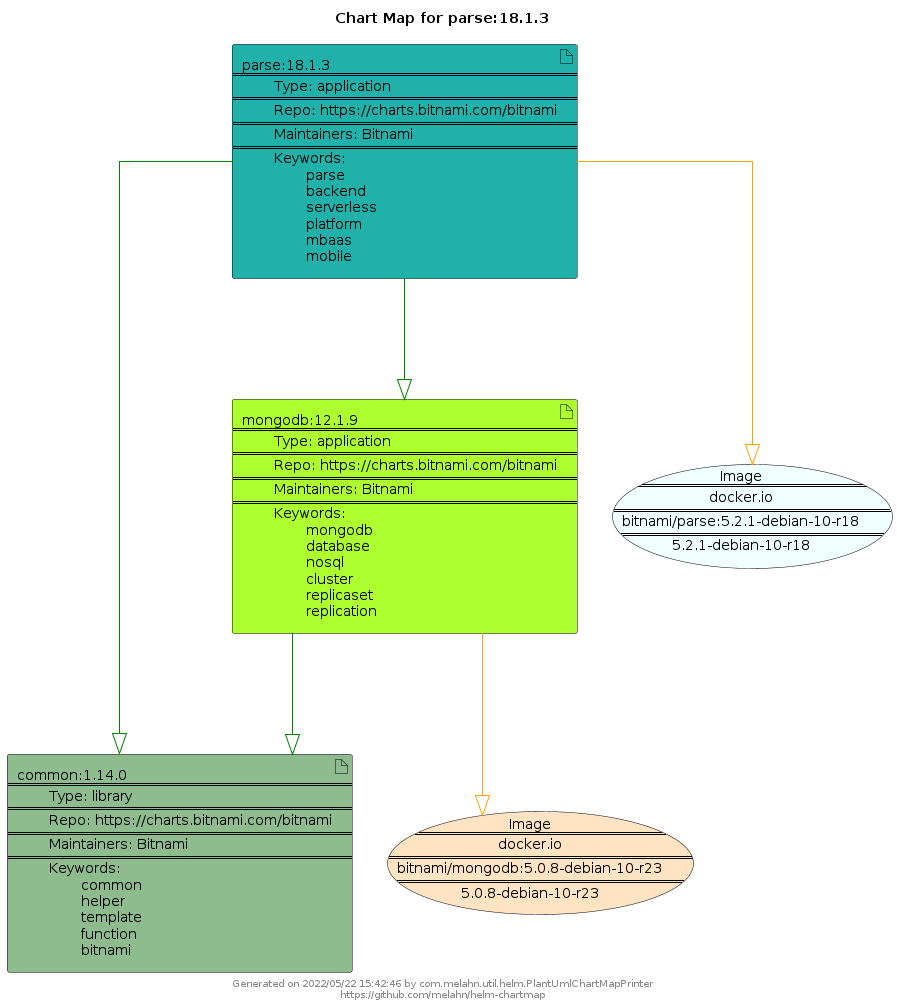 Chart Map for parse:18.1.3
parse:18.1.3
Type: application
Repo: https://charts.bitnami.com/bitnami
Maintainers: Bitnami
Keywords:
parse
backend
serverless
platform
mbaas
mobile
mongodb:12.1.9
Type: application
Repo: https://charts.bitnami.com/bitnami
Maintainers: Bitnami
Keywords:
mongodb
database
nosql
cluster
replicaset
replication
Image
docker.io
bitnami/parse:5.2.1-debian-10-r18
5.2.1-debian-10-r18
common:1.14.0
Type: library
Repo: https://charts.bitnami.com/bitnami
Maintainers: Bitnami
Keywords:
common
helper
template
function
bitnami
Image
docker.io
bitnami/mongodb:5.0.8-debian-10-r23
5.0.8-debian-10-r23
Generated on 2022/05/22 15:42:46 by com.melahn.util.helm.PlantUmlChartMapPrinter
https://github.com/melahn/helm-chartmap